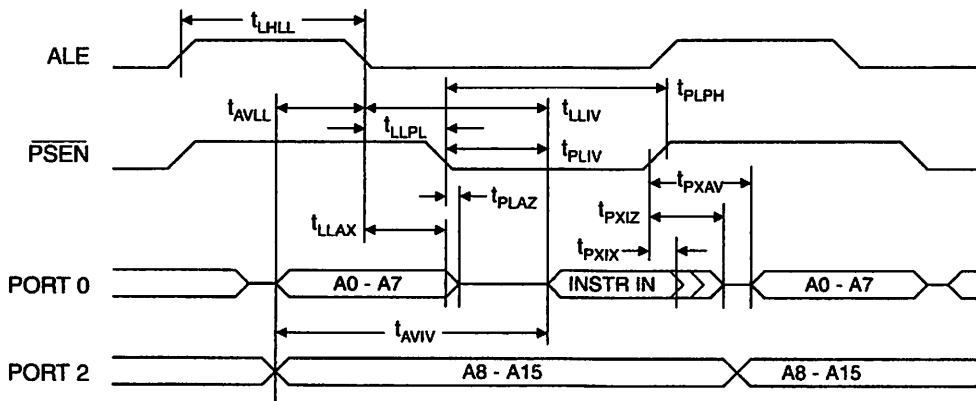 tLHLL
ALE
tPLPH
tAVLL
tLLIV
tLLPL
PSEN
tPLIV
tPXAV
tPLAZ
tPXIZ
tLLAX
tPXIX
PORT 0
A0 - A7
INSTR IN
A0 - A7
tAVIV
PORT 2
A8 - A15
A8 - A15